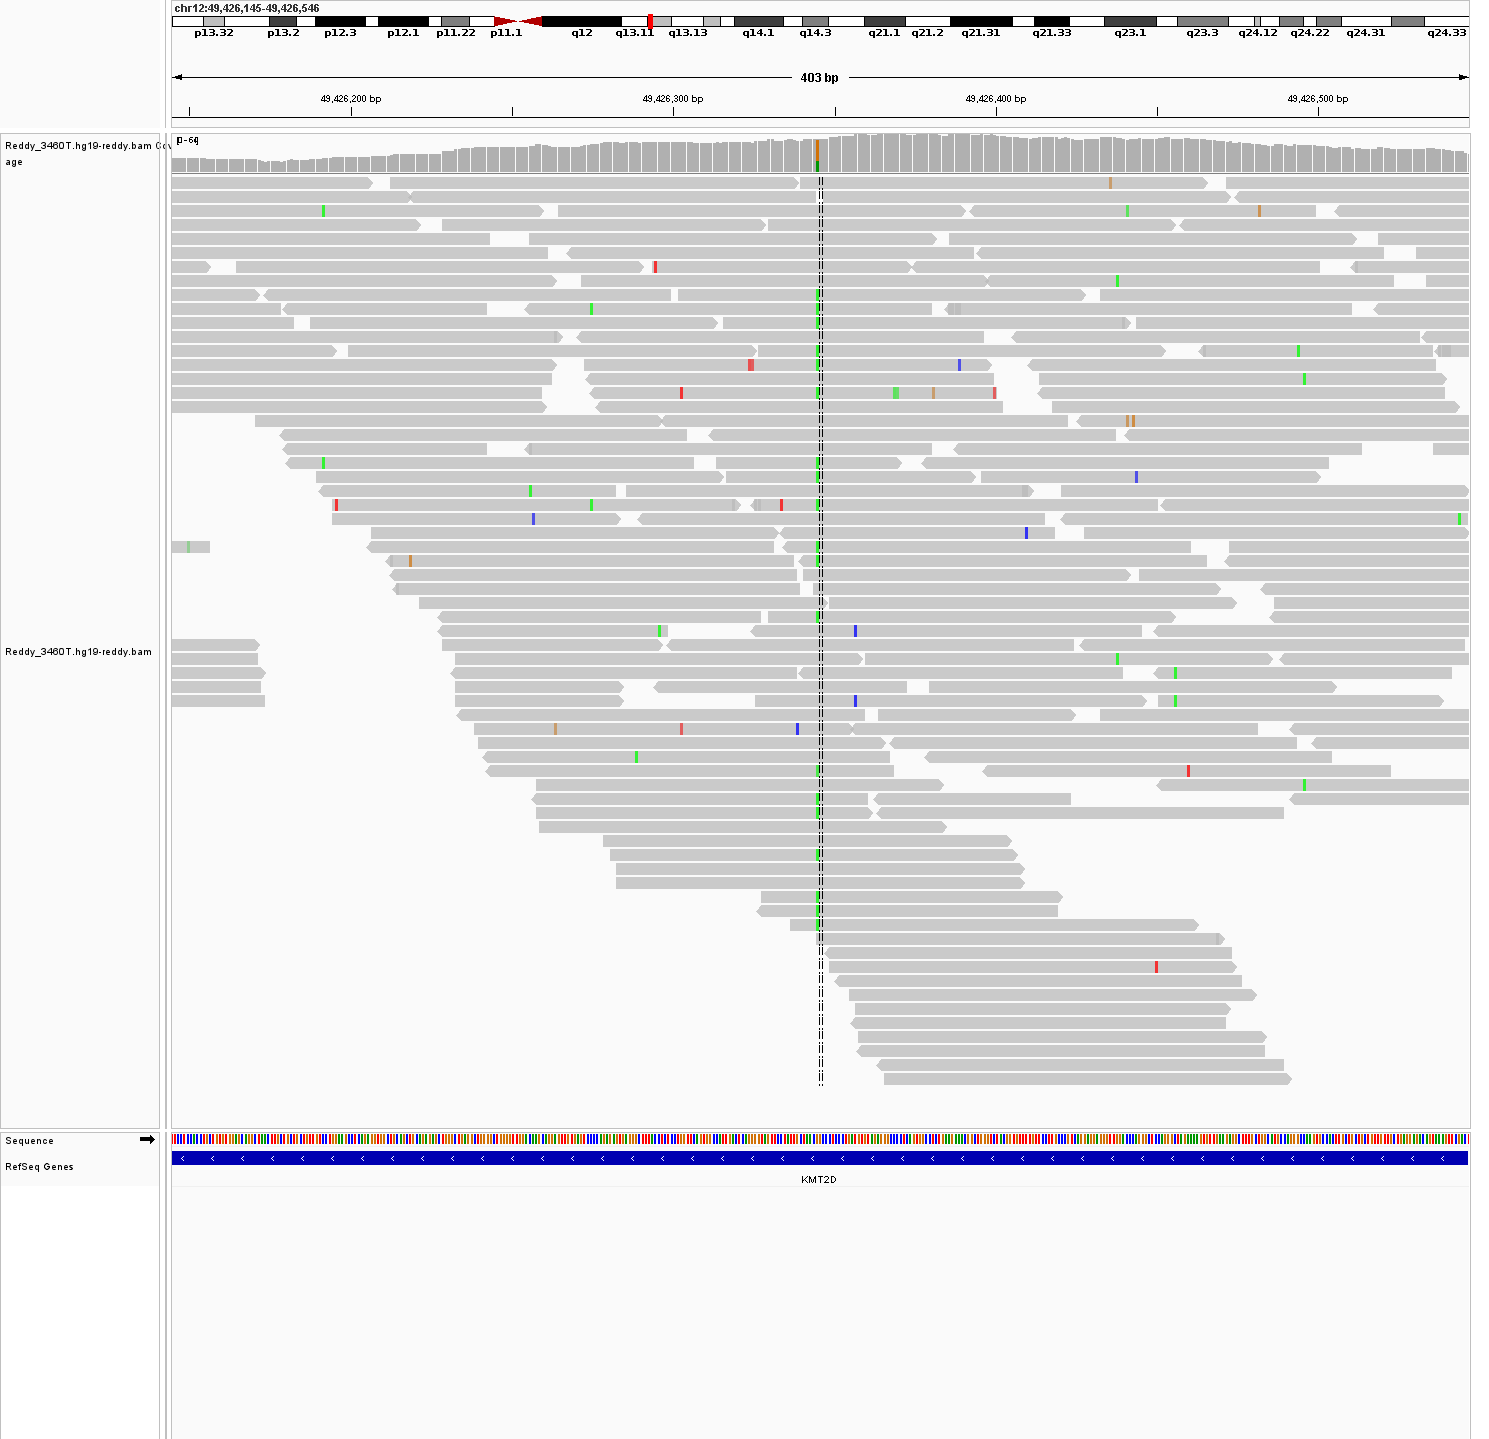 chr12:49,426,145-49,426,546
p13.32 p13.2 p12.3 p12.1 p11.22 p11.1 q12 q13.11 q13.13 q14.1 q14.3 q21.1 q21.2 q21.31 q21.33 q23.1 q23.3 q24.12 q24.22 q24.31 q24.33
403 bp
49,426,200 bp 49,426,300 bp 49,426,400 bp 49,426,500 bp
Reddy_3460T.hg19-reddy.bam Cov
age
Reddy_3460T.hg19-reddy.bam
Sequence
RefSeq Genes
KMT2D